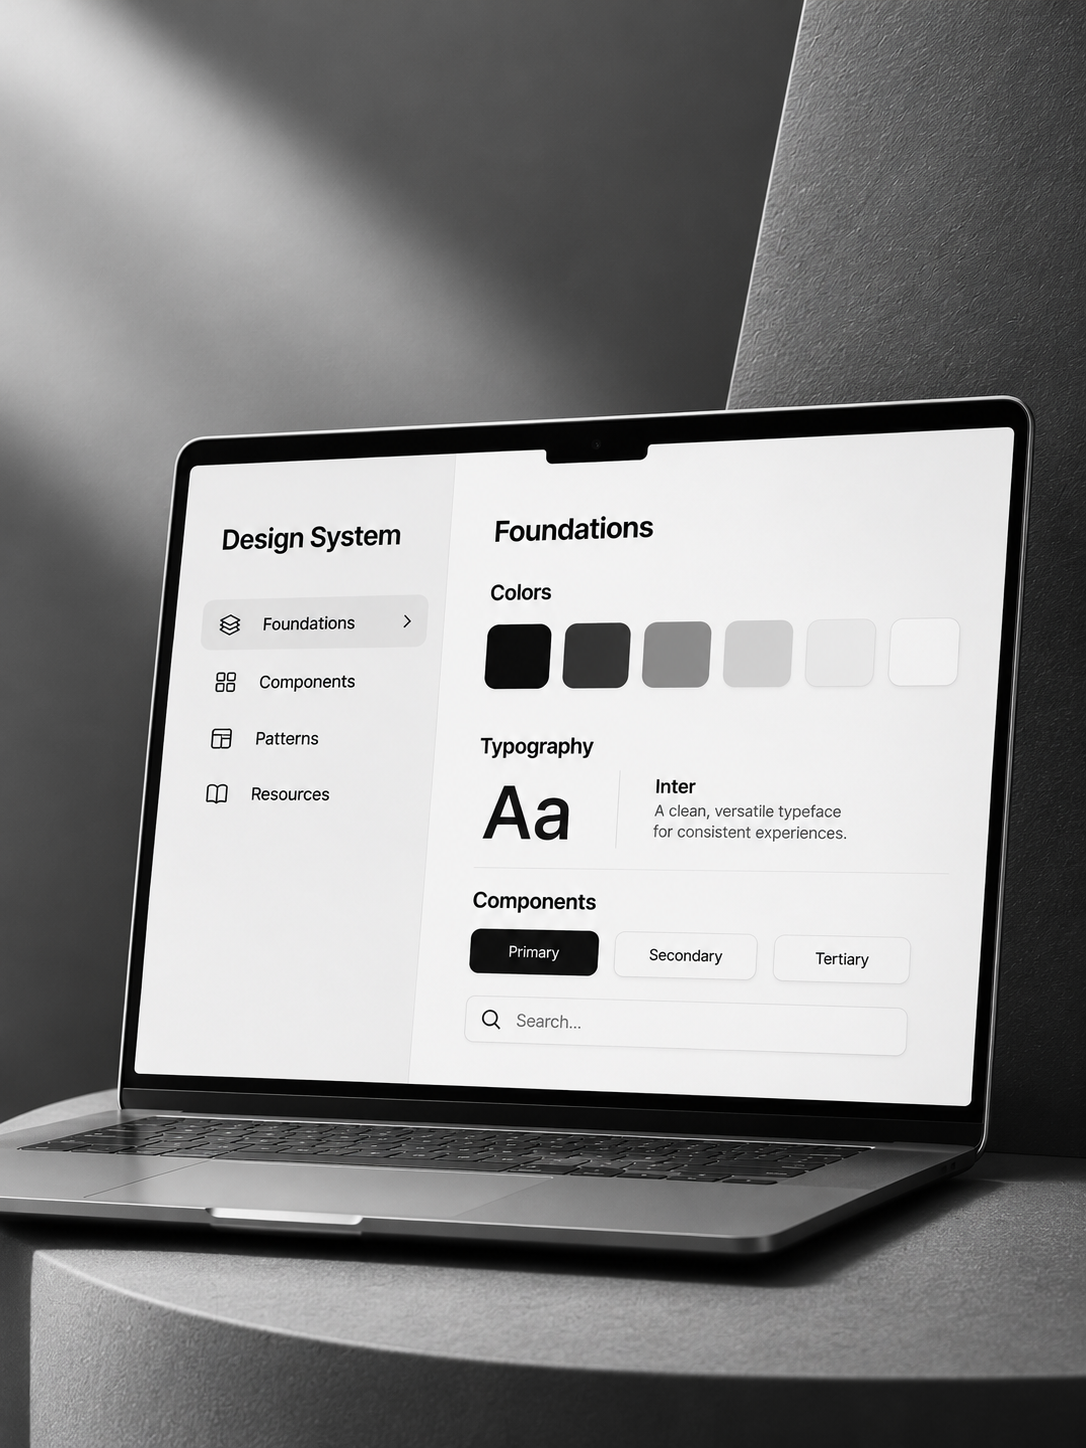 Design System
Foundations
Components
Patterns
Resources
Foundations
Colors
Typography
Aa
Inter
A clean, versatile typeface
for consistent experiences.
Components
Primary
Secondary
Tertiary
Search...